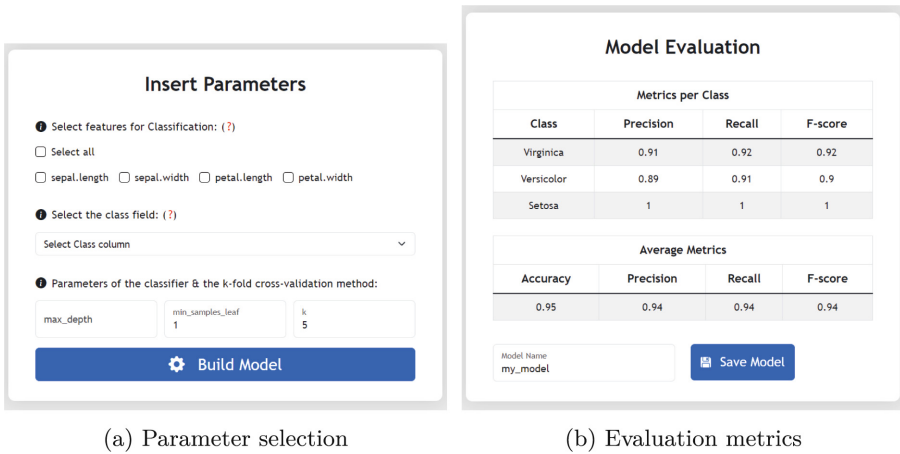 Insert Parameters
Select features for Classification: (?)
Select all
sepal.length sepal.width petal.length petal.width
Select the class field: (?)
Select Class column
Parameters of the classifier & the k-fold cross-validation method:
max_depth
min_samples_leaf
1
k
5
Build Model
(a) Parameter selection
Model Evaluation
Metrics per Class
Class Precision Recall F-score
Virginica 0.91 0.92 0.92
Versicolor 0.89 0.91 0.9
Setosa 1 1 1
Average Metrics
Accuracy Precision Recall F-score
0.95 0.94 0.94 0.94
Model Name
my_model
Save Model
(b) Evaluation metrics